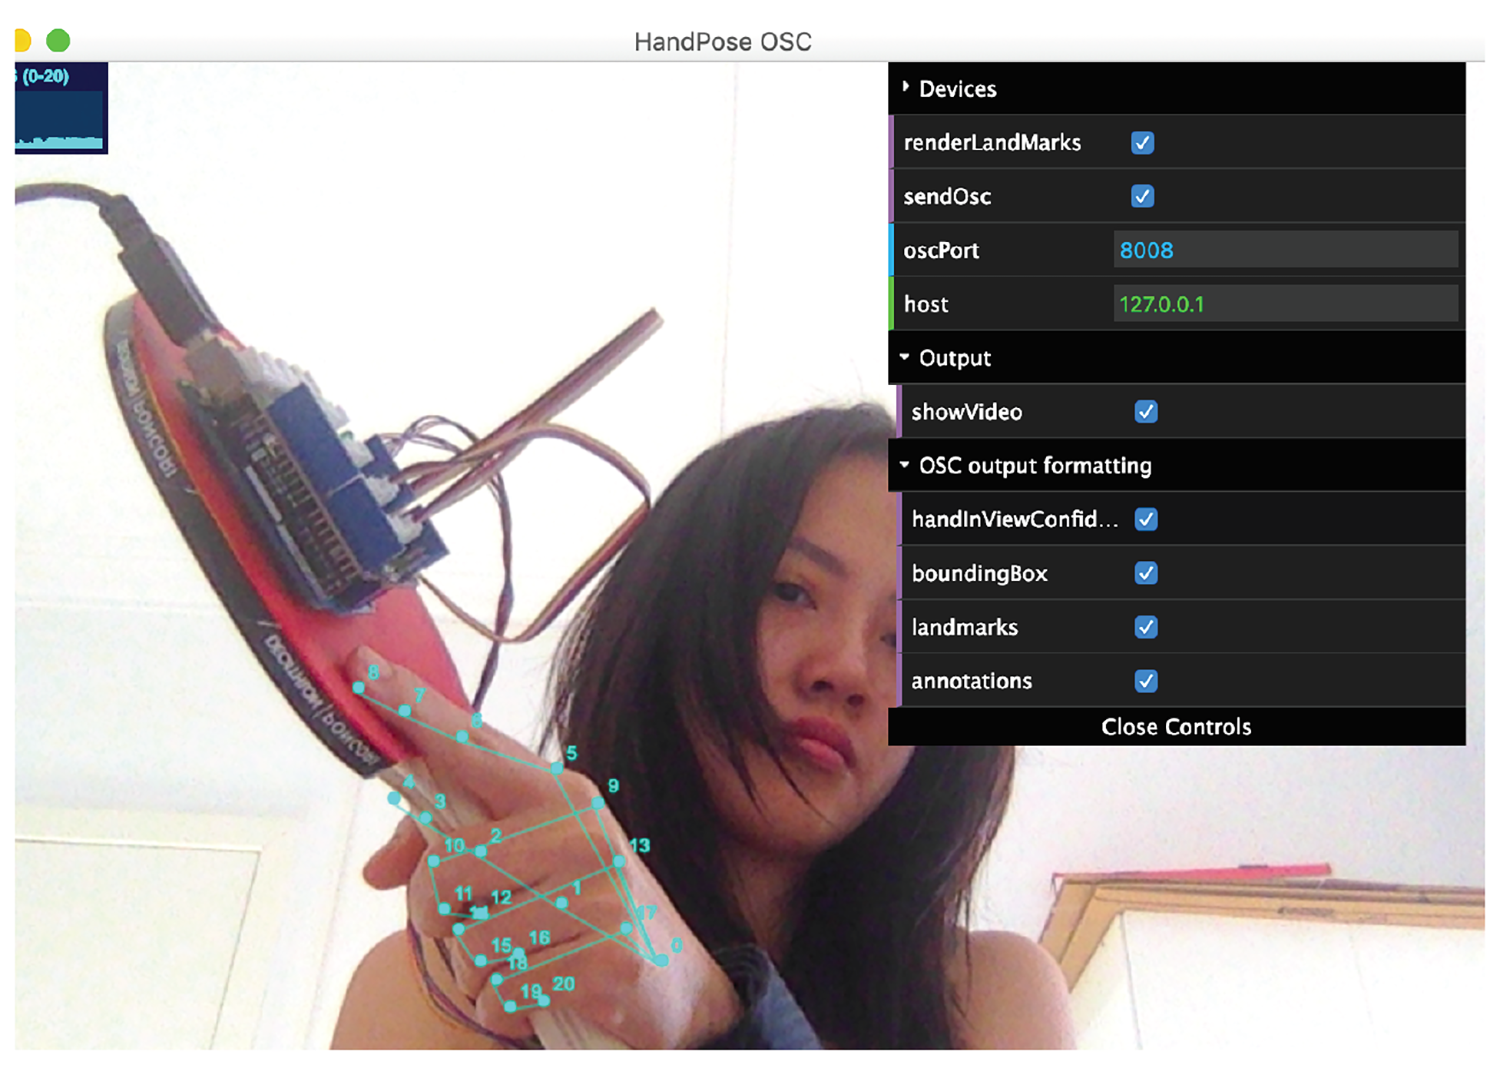 HandPose OSC
(0-20)
Devices
renderLandMarks
sendOsc
oscPort 8008
host 127.0.0.1
Output
showVideo
OSC output formatting
handInViewConfid...
boundingBox
landmarks
annotations
Close Controls
8
7
6
5
9
4
3
2
10
13
11
12
1
14
17
15
16
0
18
19
20